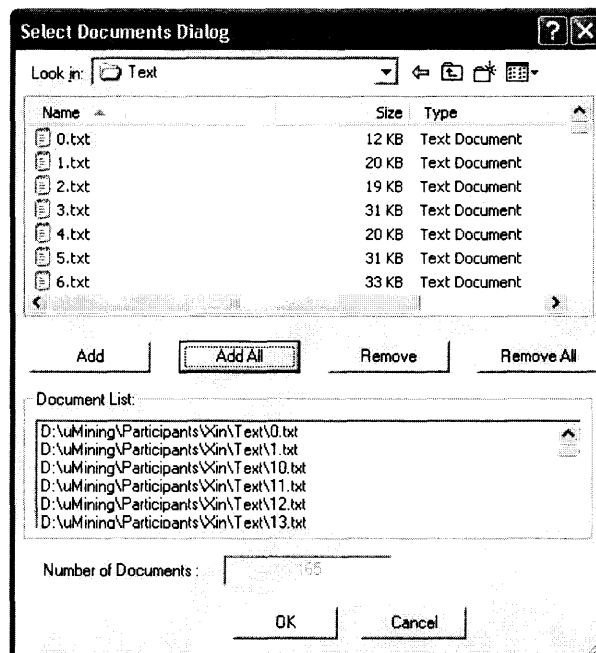 Select Documents Dialog
Look in: Text
Name Size Type
0.txt 12 KB Text Document
1.txt 20 KB Text Document
2.txt 19 KB Text Document
3.txt 31 KB Text Document
4.txt 20 KB Text Document
5.txt 31 KB Text Document
6.txt 33 KB Text Document
Add Add All Remove Remove All
Document List:
D:\uMining\Participants\Xin\Text\0.txt
D:\uMining\Participants\Xin\Text\1.txt
D:\uMining\Participants\Xin\Text\10.txt
D:\uMining\Participants\Xin\Text\11.txt
D:\uMining\Participants\Xin\Text\12.txt
D:\uMining\Participants\Xin\Text\13.txt
Number of Documents : 165
OK Cancel